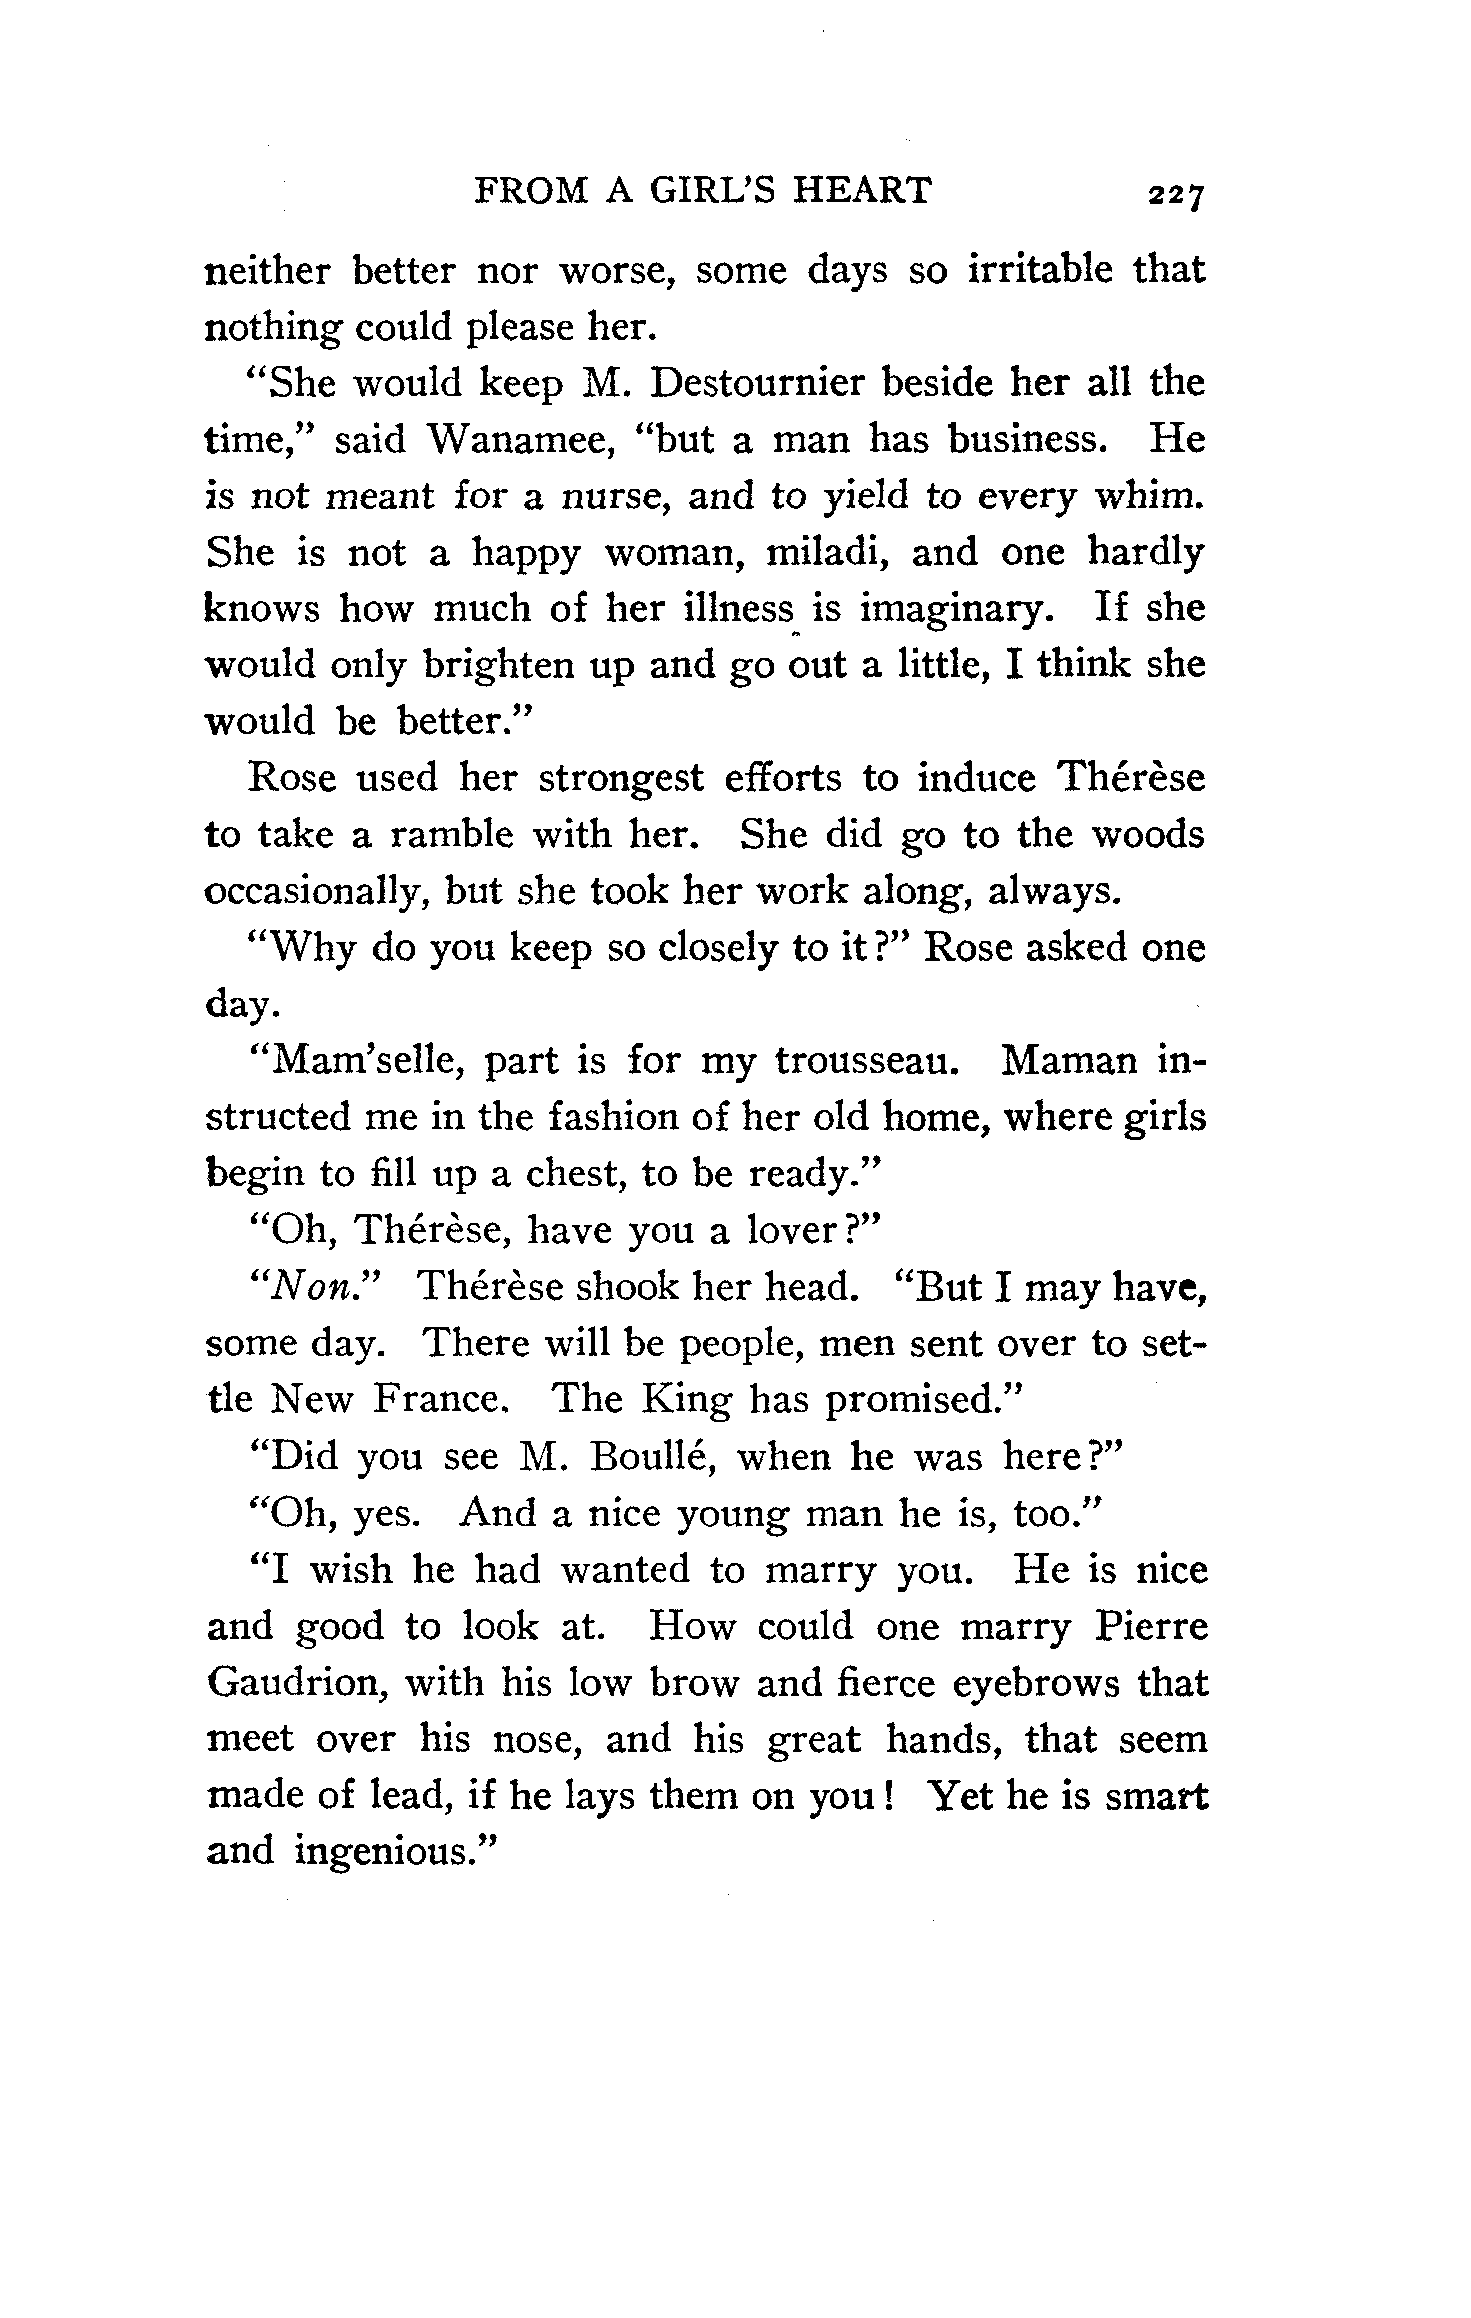 FROM A GIRL'S HEART 227
neither better nor worse, some days so irritable that
nothing could please her.
"She would keep M. Destournier beside her all the
time," said Wanamee, "but a man has business. He
is not meant for a nurse, and to yield to every whim.
She is not a happy woman, miladi, and one hardly
knows how much of her illness is imaginary. If she
would only brighten up and go out a little, I think she
would be better."
Rose used her strongest efforts to induce Thérèse
to take a ramble with her. She did go to the woods
occasionally, but she took her work along, always.
"Why do you keep so closely to it?" Rose asked one
day.
"Mam'selle, part is for my trousseau. Maman in-
structed me in the fashion of her old home, where girls
begin to fill up a chest, to be ready."
"Oh, Thérèse, have you a lover?"
"Non." Thérèse shook her head. "But I may have,
some day. There will be people, men sent over to set-
tle New France. The King has promised."
"Did you see M. Boullé, when he was here?"
"Oh, yes. And a nice young man he is, too."
"I wish he had wanted to marry you. He is nice
and good to look at. How could one marry Pierre
Gaudrion, with his low brow and fierce eyebrows that
meet over his nose, and his great hands, that seem
made of lead, if he lays them on you! Yet he is smart
and ingenious."